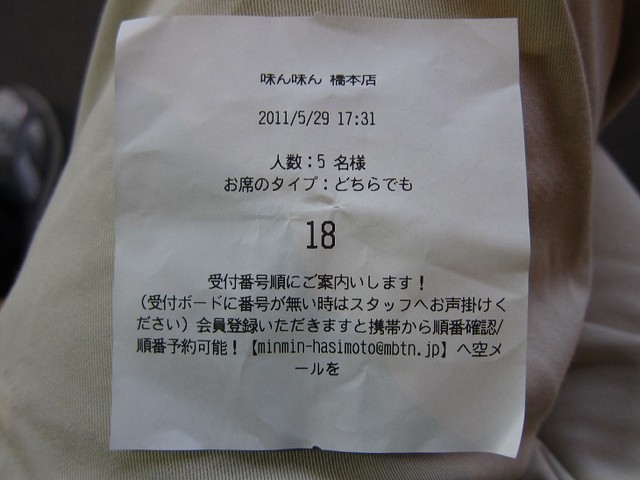 味ん味ん 橋本店
2011/5/29 17:31
人数：5 名様
お席のタイプ：どちらでも
18
受付番号順にご案内いします！
（受付ボードに番号が無い時はスタッフへお声掛けく
ださい）会員登録いただきますと携帯から順番確認/
順番予約可能！【minmin-hasimoto@mbtn.jp】へ空メ
ールを